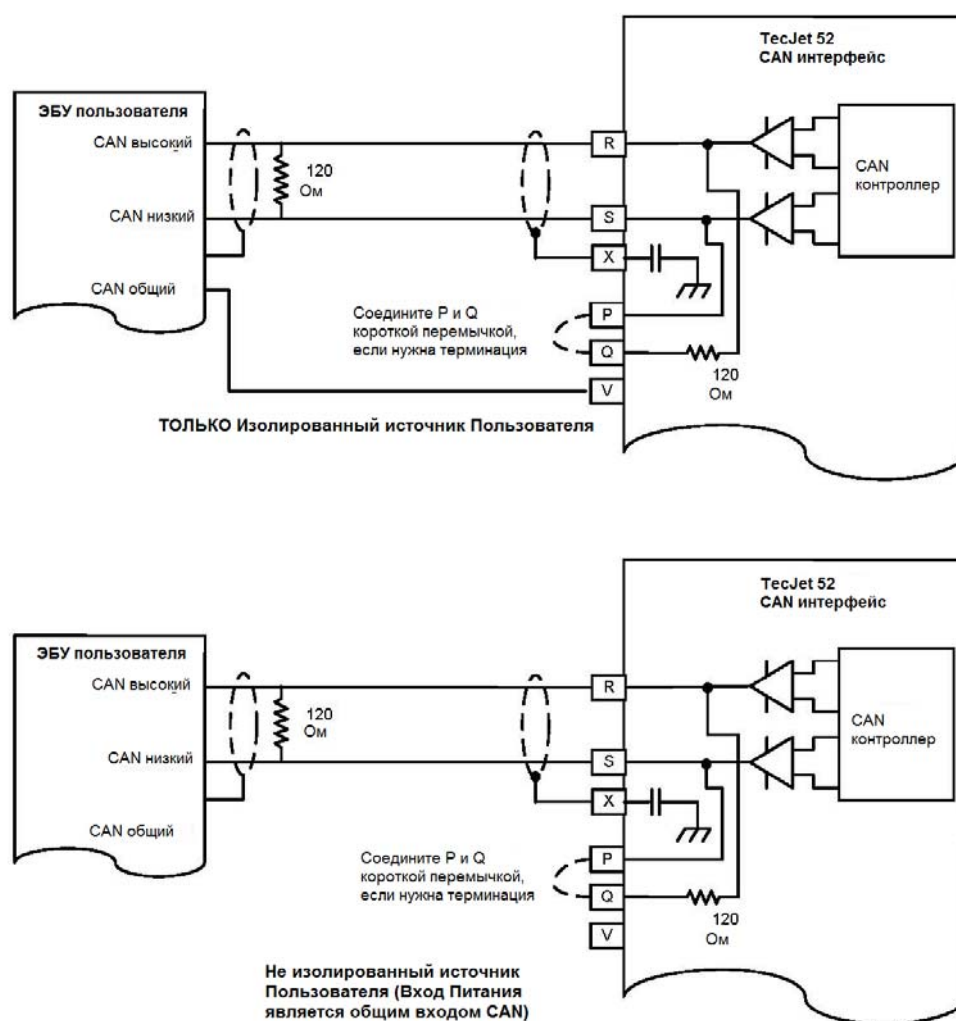 TecJet 52
CAN интерфейс
ЭБУ пользователя
CAN высокий
CAN низкий
CAN общий
120
Ом
R
S
X
P
Q
V
CAN
контроллер
Соедините P и Q
короткой перемычкой,
если нужна терминация
120
Ом
ТОЛЬКО Изолированный источник Пользователя
TecJet 52
CAN интерфейс
ЭБУ пользователя
CAN высокий
CAN низкий
CAN общий
120
Ом
R
S
X
P
Q
V
CAN
контроллер
Соедините P и Q
короткой перемычкой,
если нужна терминация
120
Ом
Не изолированный источник
Пользователя (Вход Питания
является общим входом CAN)